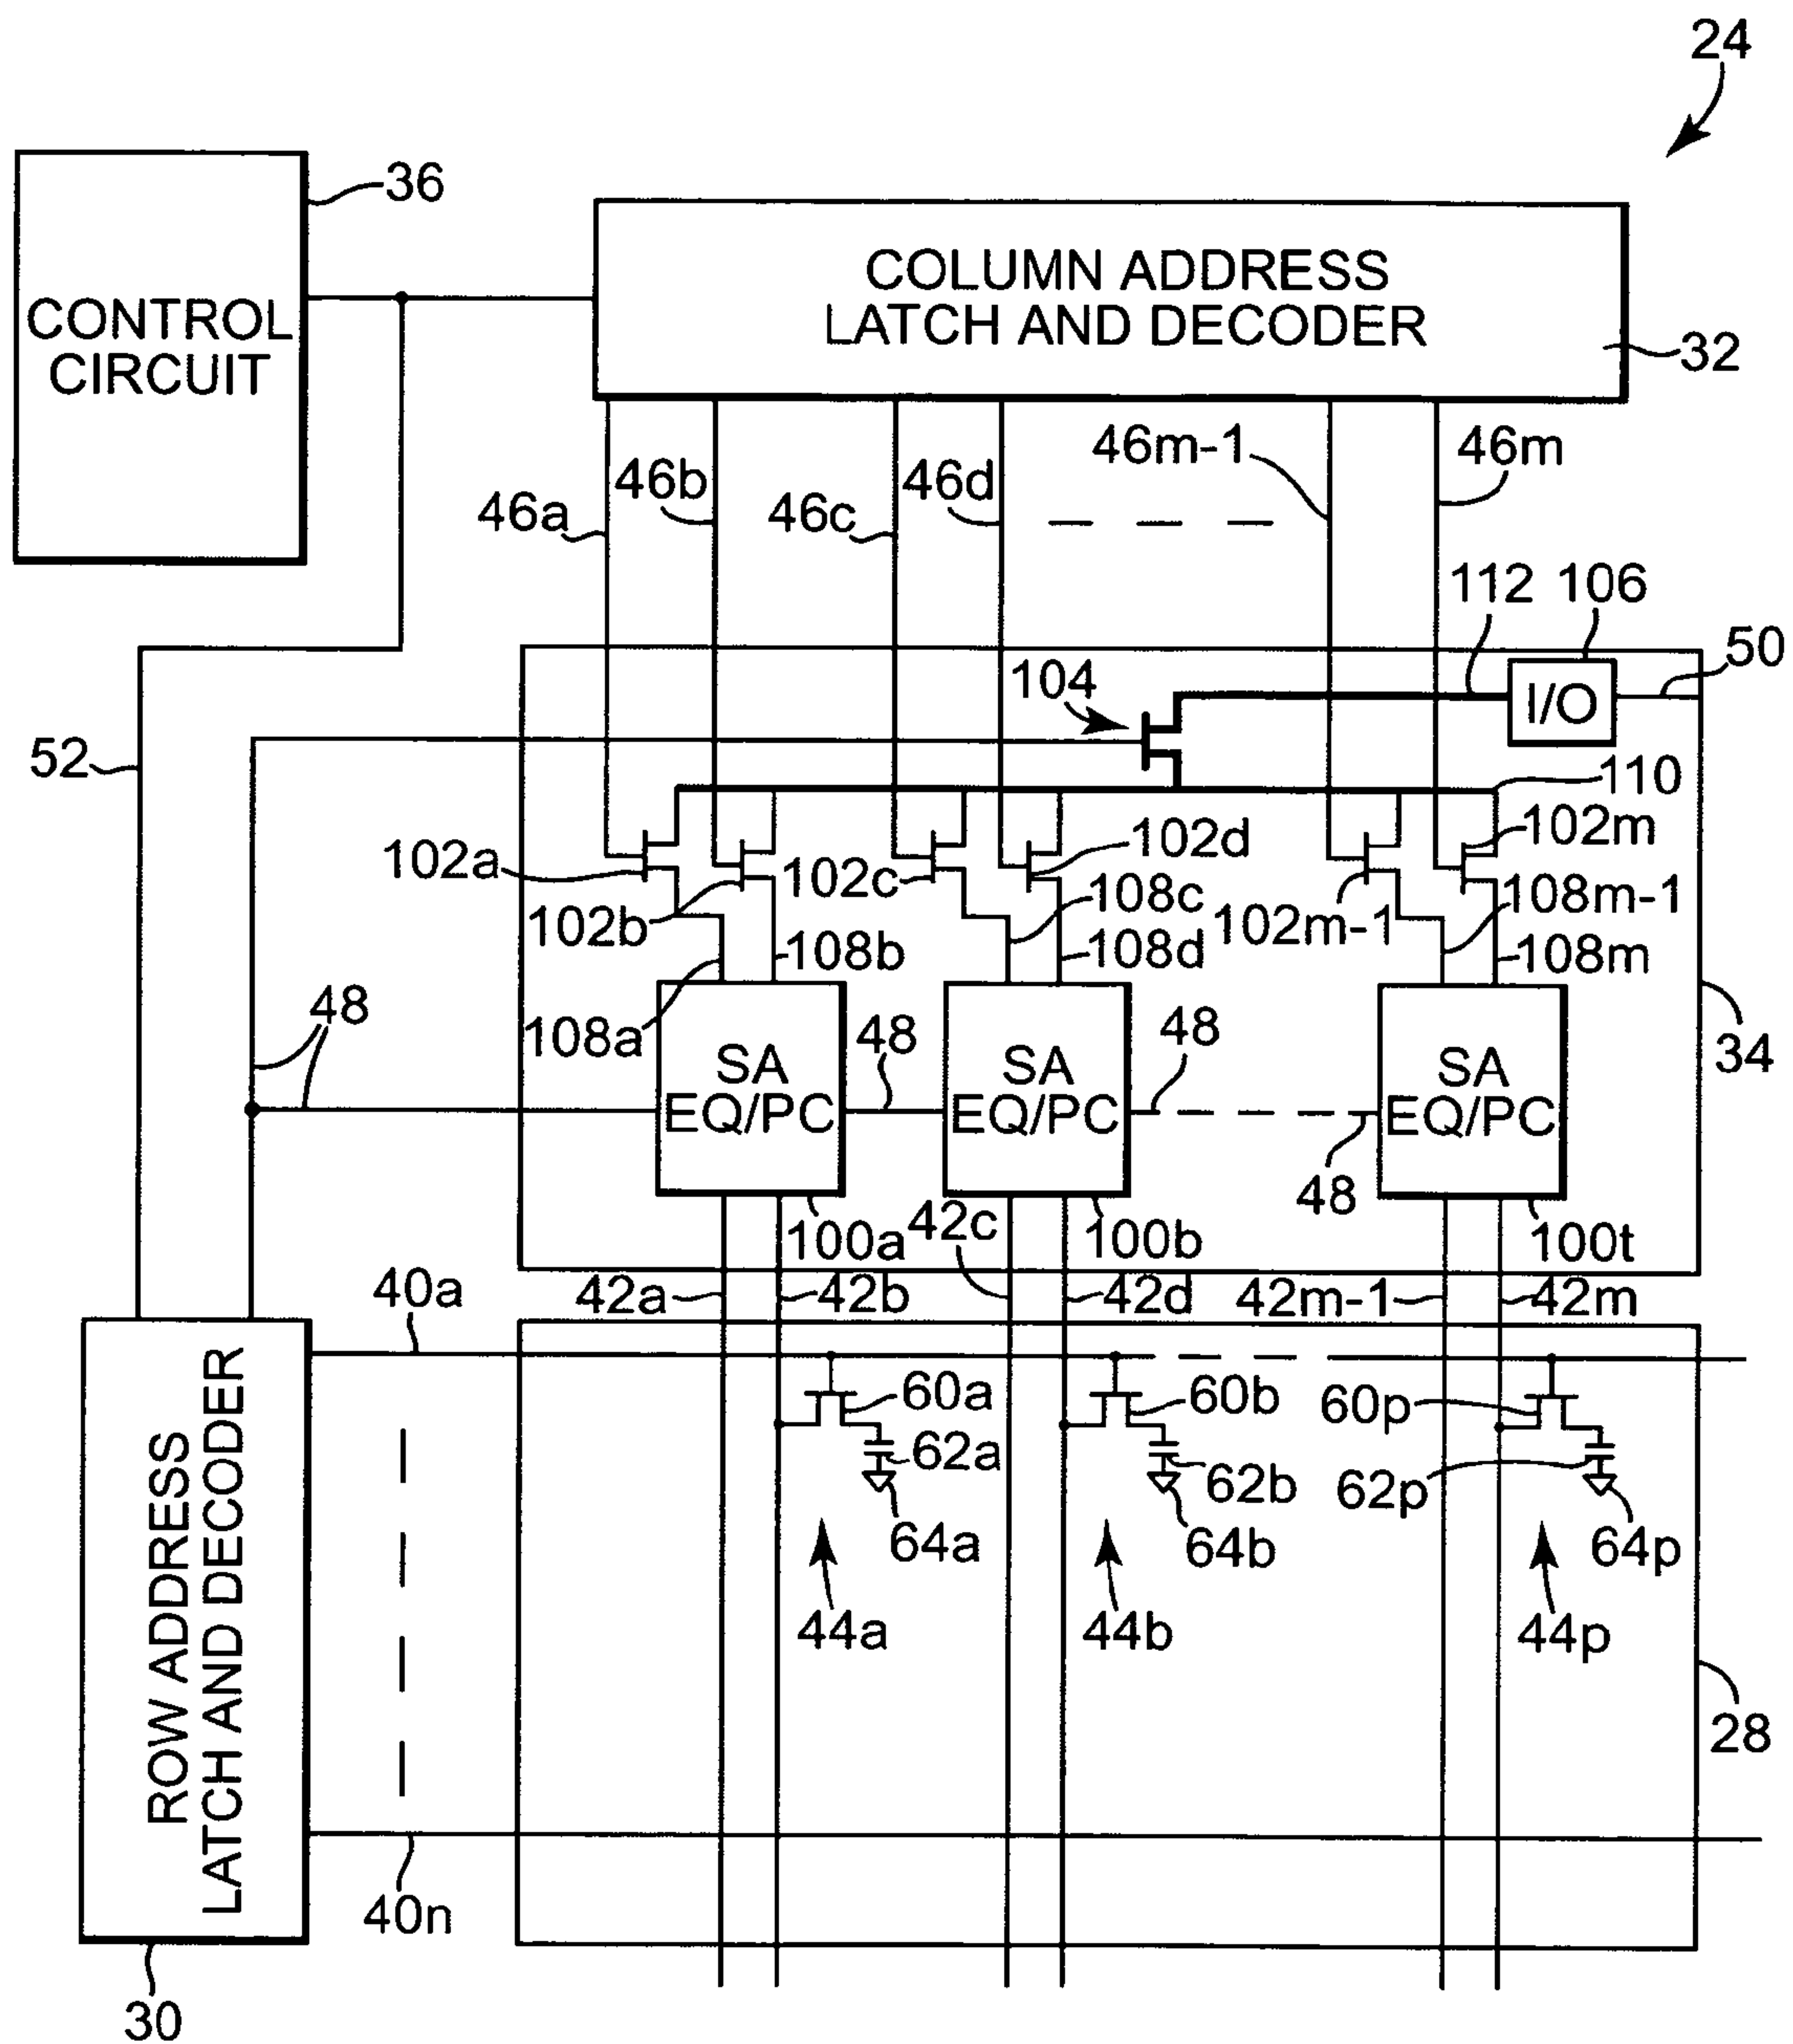 24
36
CONTROL
CIRCUIT
COLUMN ADDRESS
LATCH AND DECODER
32
46a
46b
46c
46d
46m-1
46m
112
106
50
104
I/O
52
110
102a
102b
102c
102d
102m-1
102m
108a
108b
108c
108d
108m-1
108m
48
SA
EQ/PC
48
SA
EQ/PC
48
48
SA
EQ/PC
34
100a
100b
100t
42a
42b
42c
42d
42m-1
42m
40a
60a
62a
64a
44a
60b
62b
64b
44b
60p
62p
64p
44p
ROW ADDRESS
LATCH AND DECODER
28
40n
30